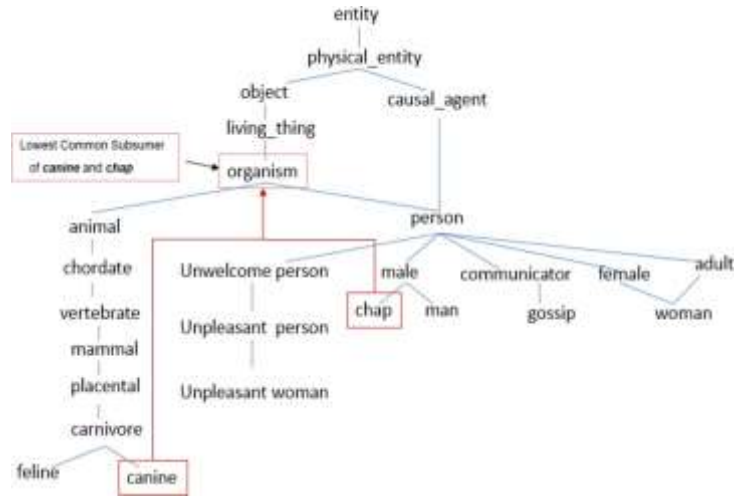 entity
physical_entity
object
causal_agent
living_thing
Lowest Common Subsumer
of canine and chap
organism
person
animal
chordate
Unwelcome person
male
communicator
female
adult
vertebrate
chap
man
gossip
woman
Unpleasant person
mammal
placental
Unpleasant woman
carnivore
feline
canine